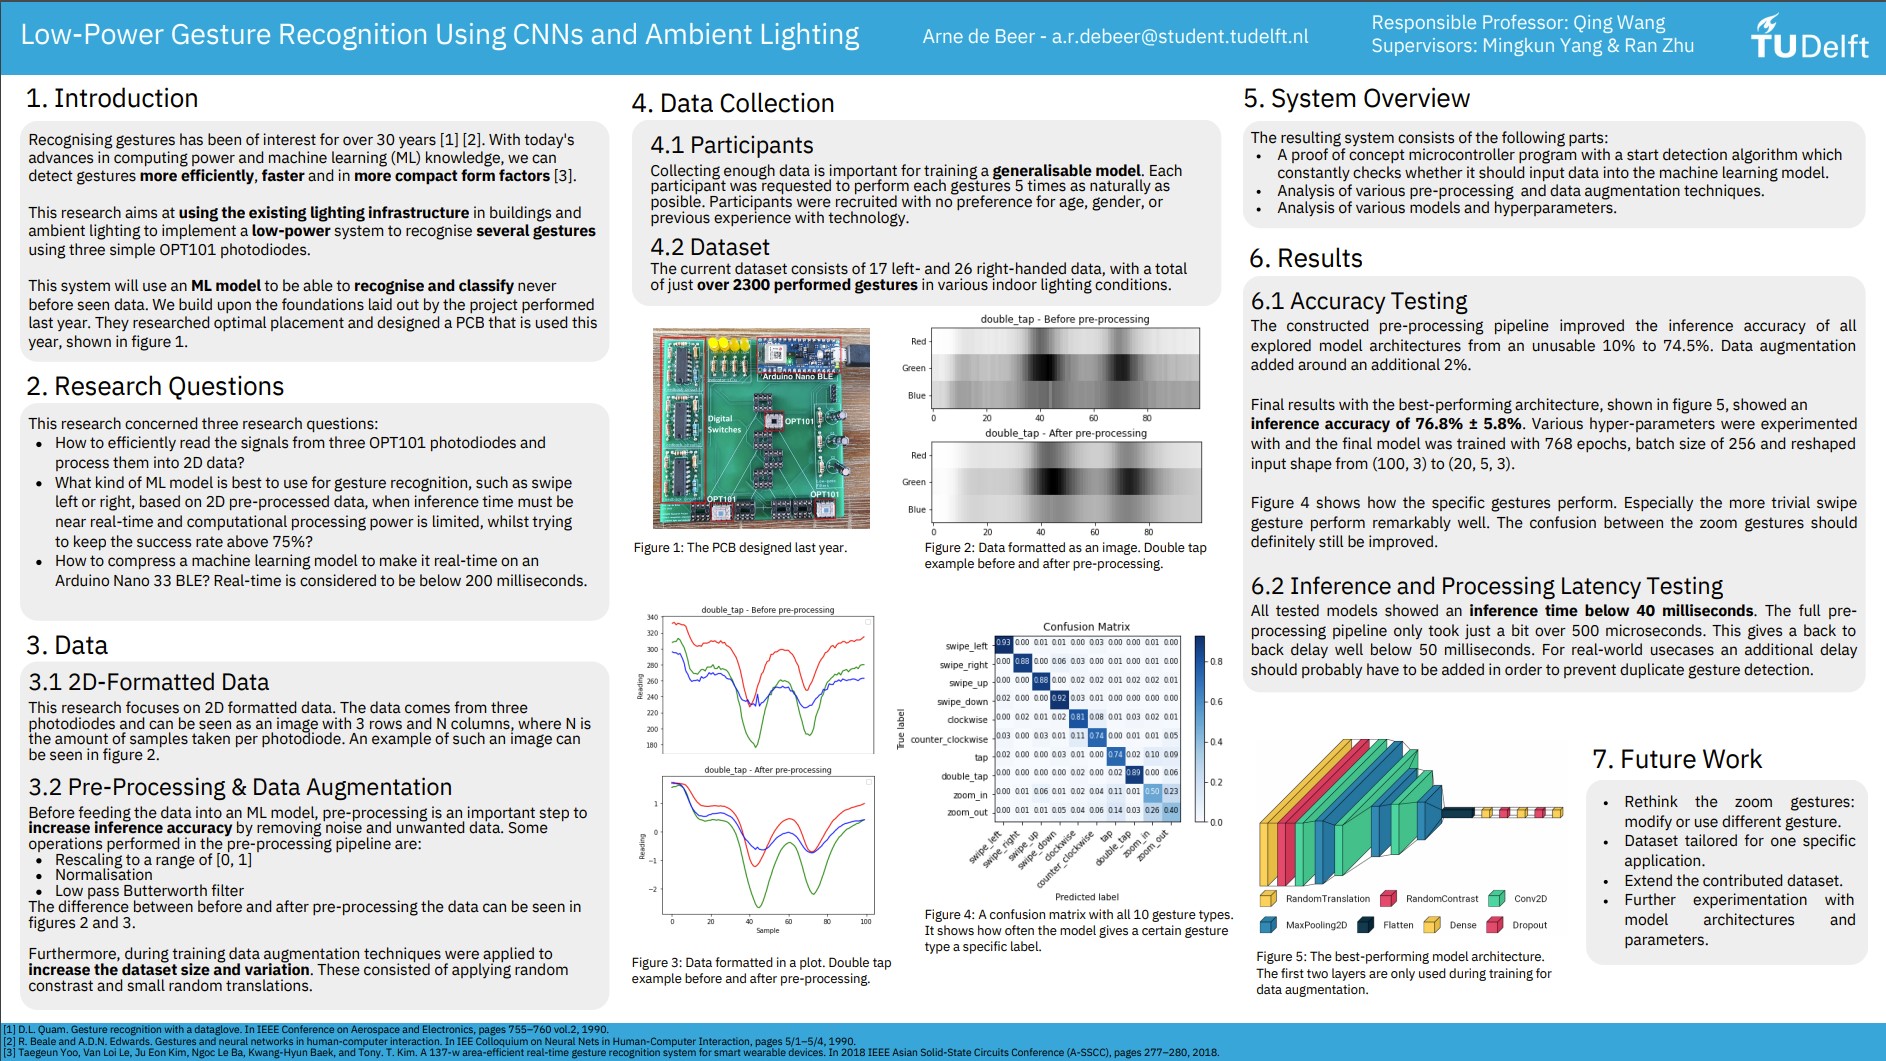 Low-Power Gesture Recognition Using CNNs and Ambient Lighting
Arne de Beer - a.r.debeer@student.tudelft.nl
Responsible Professor: Qing Wang
Supervisors: Mingkun Yang & Ran Zhu
TUDelft
1. Introduction
Recognising gestures has been of interest for over 30 years [1] [2]. With today's
advances in computing power and machine learning (ML) knowledge, we can
detect gestures more efficiently, faster and in more compact form factors [3].
This research aims at using the existing lighting infrastructure in buildings and
ambient lighting to implement a low-power system to recognise several gestures
using three simple OPT101 photodiodes.
This system will use an ML model to be able to recognise and classify never
before seen data. We build upon the foundations laid out by the project performed
last year. They researched optimal placement and designed a PCB that is used this
year, shown in figure 1.
2. Research Questions
This research concerned three research questions:
• How to efficiently read the signals from three OPT101 photodiodes and
process them into 2D data?
• What kind of ML model is best to use for gesture recognition, such as swipe
left or right, based on 2D pre-processed data, when inference time must be
near real-time and computational processing power is limited, whilst trying
to keep the success rate above 75%?
• How to compress a machine learning model to make it real-time on an
Arduino Nano 33 BLE? Real-time is considered to be below 200 milliseconds.
3. Data
3.1 2D-Formatted Data
This research focuses on 2D formatted data. The data comes from three
photodiodes and can be seen as an image with 3 rows and N columns, where N is
the amount of samples taken per photodiode. An example of such an image can
be seen in figure 2.
3.2 Pre-Processing & Data Augmentation
Before feeding the data into an ML model, pre-processing is an important step to
increase inference accuracy by removing noise and unwanted data. Some
operations performed in the pre-processing pipeline are:
• Rescaling to a range of [0, 1]
• Normalisation
• Low pass Butterworth filter
The difference between before and after pre-processing the data can be seen in
figures 2 and 3.
Furthermore, during training data augmentation techniques were applied to
increase the dataset size and variation. These consisted of applying random
constrast and small random translations.
4. Data Collection
4.1 Participants
Collecting enough data is important for training a generalisable model. Each
participant was requested to perform each gestures 5 times as naturally as
posible. Participants were recruited with no preference for age, gender, or
previous experience with technology.
4.2 Dataset
The current dataset consists of 17 left- and 26 right-handed data, with a total
of just over 2300 performed gestures in various indoor lighting conditions.
Arduino Nano BLE
Digital
Switches
OPT101
OPT101
OPT101
Figure 1: The PCB designed last year.
double_tap - Before pre-processing
Red
Green
Blue
0 20 40 60 80
double_tap - After pre-processing
Red
Green
Blue
0 20 40 60 80
Figure 2: Data formatted as an image. Double tap
example before and after pre-processing.
double_tap - Before pre-processing
340
320
300
280
260
240
220
200
180
Reading
double_tap - After pre-processing
1
0
−1
−2
Reading
0 20 40 60 80 100
Sample
Figure 3: Data formatted in a plot. Double tap
example before and after pre-processing.
Confusion Matrix
True label
swipe_left 0.93 0.00 0.01 0.01 0.00 0.03 0.00 0.00 0.01 0.00
swipe_right 0.00 0.88 0.00 0.06 0.03 0.00 0.01 0.00 0.01 0.01
swipe_up 0.01 0.00 0.88 0.00 0.02 0.02 0.01 0.00 0.02 0.02
swipe_down 0.02 0.00 0.00 0.92 0.03 0.01 0.00 0.00 0.01 0.00
clockwise 0.00 0.02 0.01 0.02 0.81 0.08 0.01 0.03 0.02 0.01
counter_clockwise 0.03 0.00 0.03 0.01 0.11 0.74 0.01 0.01 0.01 0.05
tap 0.02 0.00 0.00 0.03 0.01 0.00 0.74 0.02 0.10 0.09
double_tap 0.00 0.00 0.00 0.02 0.00 0.02 0.89 0.00 0.06
zoom_in 0.00 0.01 0.06 0.01 0.04 0.02 0.11 0.01 0.50 0.23
zoom_out 0.00 0.01 0.01 0.05 0.04 0.06 0.14 0.03 0.26 0.40
swipe_left swipe_right swipe_up swipe_down clockwise counter_clockwise tap double_tap zoom_in zoom_out
Predicted label
0.8
0.6
0.4
0.2
0.0
Figure 4: A confusion matrix with all 10 gesture types.
It shows how often the model gives a certain gesture
type a specific label.
5. System Overview
The resulting system consists of the following parts:
• A proof of concept microcontroller program with a start detection algorithm which
constantly checks whether it should input data into the machine learning model.
• Analysis of various pre-processing and data augmentation techniques.
• Analysis of various models and hyperparameters.
6. Results
6.1 Accuracy Testing
The constructed pre-processing pipeline improved the inference accuracy of all
explored model architectures from an unusable 10% to 74.5%. Data augmentation
added around an additional 2%.
Final results with the best-performing architecture, shown in figure 5, showed an
inference accuracy of 76.8% ± 5.8%. Various hyper-parameters were experimented
with and the final model was trained with 768 epochs, batch size of 256 and reshaped
input shape from (100, 3) to (20, 5, 3).
Figure 4 shows how the specific gestures perform. Especially the more trivial swipe
gesture perform remarkably well. The confusion between the zoom gestures should
definitely still be improved.
6.2 Inference and Processing Latency Testing
All tested models showed an inference time below 40 milliseconds. The full pre-
processing pipeline only took just a bit over 500 microseconds. This gives a back to
back delay well below 50 milliseconds. For real-world usecases an additional delay
should probably have to be added in order to prevent duplicate gesture detection.
RandomTranslation
RandomContrast
Conv2D
MaxPooling2D
Flatten
Dense
Dropout
Figure 5: The best-performing model architecture.
The first two layers are only used during training for
data augmentation.
7. Future Work
• Rethink the zoom gestures:
modify or use different gesture.
• Dataset tailored for one specific
application.
• Extend the contributed dataset.
• Further experimentation with
model architectures and
parameters.
[1] D.L. Quam. Gesture recognition with a dataglove. In IEEE Conference on Aerospace and Electronics, pages 755–760 vol.2, 1990.
[2] R. Beale and A.D.N. Edwards. Gestures and neural networks in human-computer interaction. In IEE Colloquium on Neural Nets in Human-Computer Interaction, pages 5/1–5/4, 1990.
[3] Taegeun Yoo, Van Loi Le, Ju Eon Kim, Ngoc Le Ba, Kwang-Hyun Baek, and Tony. T. Kim. A 137-w area-efficient real-time gesture recognition system for smart wearable devices. In 2018 IEEE Asian Solid-State Circuits Conference (A-SSCC), pages 277–280, 2018.